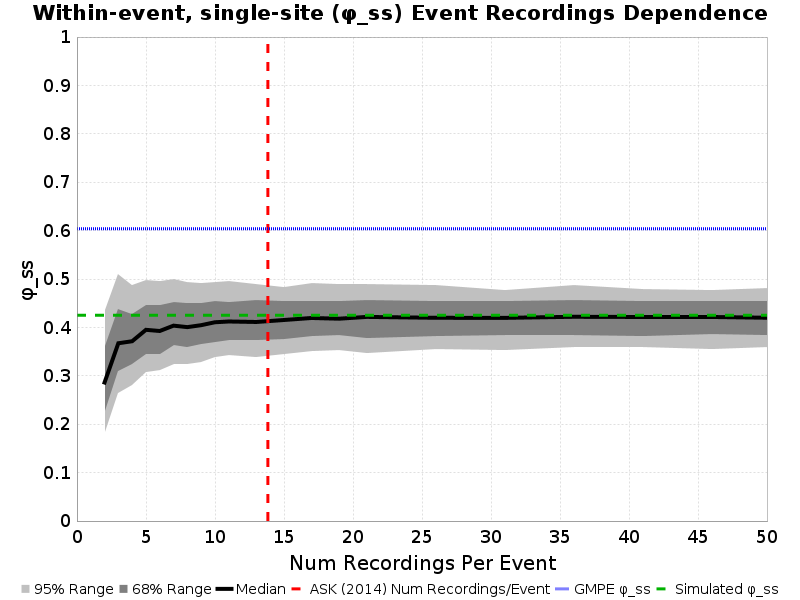 Within-event, single-site (φ_ss) Event Recordings Dependence
1
0.9
0.8
0.7
0.6
0.5
0.4
0.3
0.2
0.1
0
φ_ss
0 5 10 15 20 25 30 35 40 45 50
Num Recordings Per Event
95% Range 68% Range Median ASK (2014) Num Recordings/Event GMPE φ_ss Simulated φ_ss